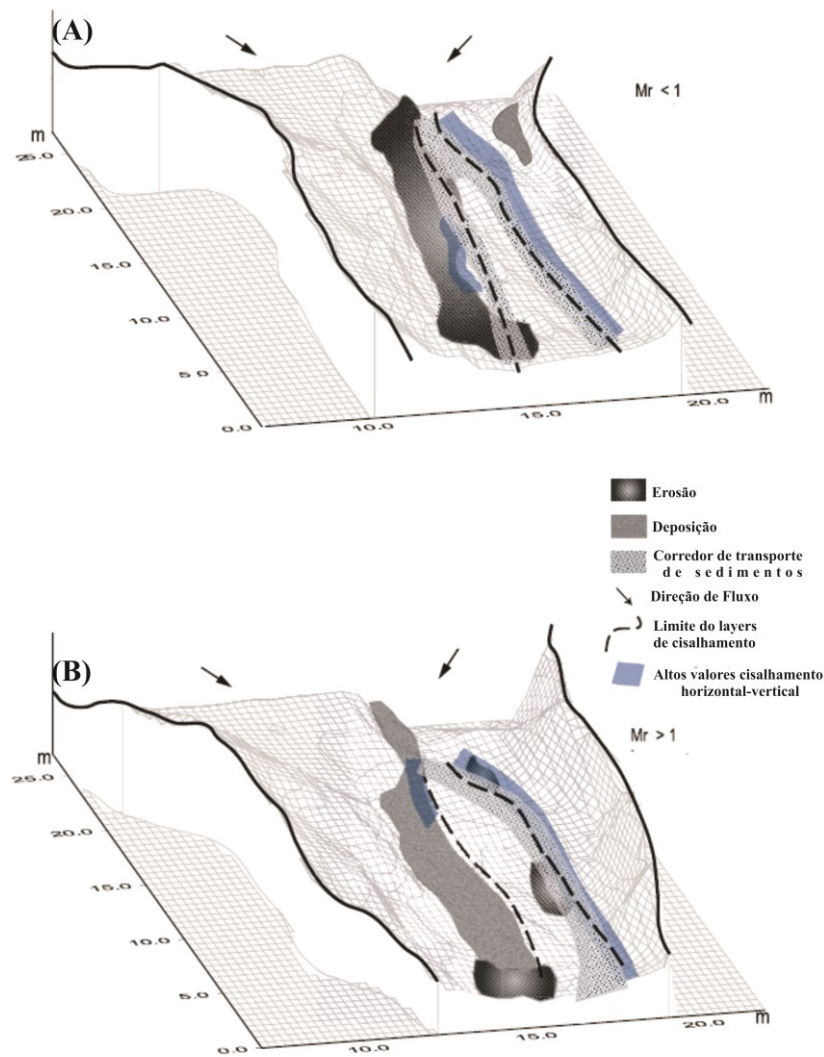 (A)
Mr < 1
m
25.0
20.0
15.0
10.0
5.0
0.0
10.0
15.0
20.0
m
Erosão
Deposição
Corredor de transporte
de sedimentos
Direção de Fluxo
Limite do layers
de cisalhamento
Altos valores cisalhamento
horizontal-vertical
(B)
Mr > 1
m
25.0
20.0
15.0
10.0
5.0
0.0
10.0
15.0
20.0
m